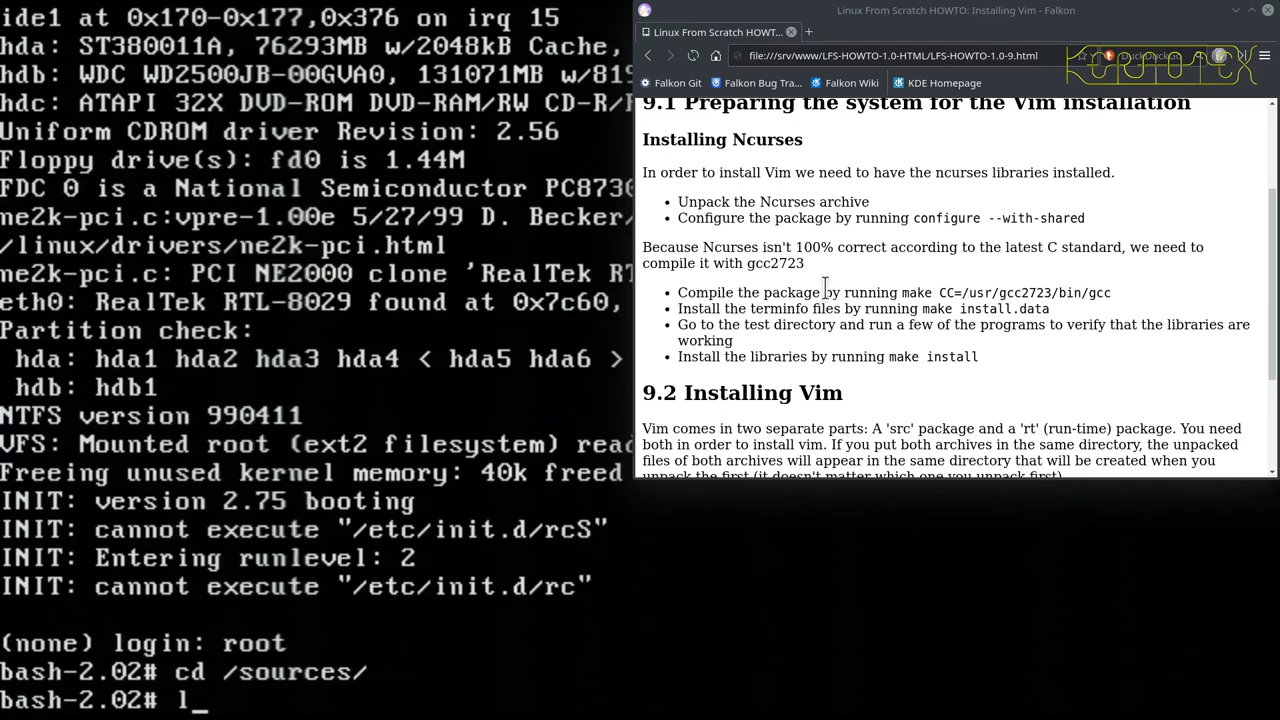 ide1 at 0x170-0x177,0x376 on irq 15
hda: ST380011A, 76293MB w/2048kB Cache,
hdb: WDC WD2500JB-00GVA0, 131071MB w/819
hdc: ATAPI 32X DVD-ROM DVD-RAM/RW CD-R/R
Uniform CDROM driver Revision: 2.56
Floppy drive(s): fd0 is 1.44M
FDC 0 is a National Semiconductor PC8730
ne2k-pci.c:vpre-1.00e 5/27/99 D. Becker/
/linux/drivers/ne2k-pci.html
ne2k-pci.c: PCI NE2000 clone 'RealTek RT
eth0: RealTek RTL-8029 found at 0x7c60,
Partition check:
hda: hda1 hda2 hda3 hda4 < hda5 hda6 >
hdb: hdb1
NTFS version 990411
VFS: Mounted root (ext2 filesystem) read
Freeing unused kernel memory: 40k freed
INIT: version 2.75 booting
INIT: cannot execute "/etc/init.d/rcS"
INIT: Entering runlevel: 2
INIT: cannot execute "/etc/init.d/rc"
(none) login: root
bash-2.02# cd /sources/
bash-2.02# l_
Linux From Scratch HOWTO: Installing Vim - Falkon
Linux From Scratch HOWT...
file:///srv/www/LFS-HOWTO-1.0-HTML/LFS-HOWTO-1.0-9.html
Falkon Git Falkon Bug Tra... Falkon Wiki KDE Homepage
9.1 Preparing the system for the Vim installation
Installing Ncurses
In order to install Vim we need to have the ncurses libraries installed.
• Unpack the Ncurses archive
• Configure the package by running configure --with-shared
Because Ncurses isn't 100% correct according to the latest C standard, we need to
compile it with gcc2723
• Compile the package by running make CC=/usr/gcc2723/bin/gcc
• Install the terminfo files by running make install.data
• Go to the test directory and run a few of the programs to verify that the libraries are
working
• Install the libraries by running make install
9.2 Installing Vim
Vim comes in two separate parts: A 'src' package and a 'rt' (run-time) package. You need
both in order to install vim. If you put both archives in the same directory, the unpacked
files of both archives will appear in the same directory that will be created when you
unpack the first (it doesn't matter which one you unpack first)